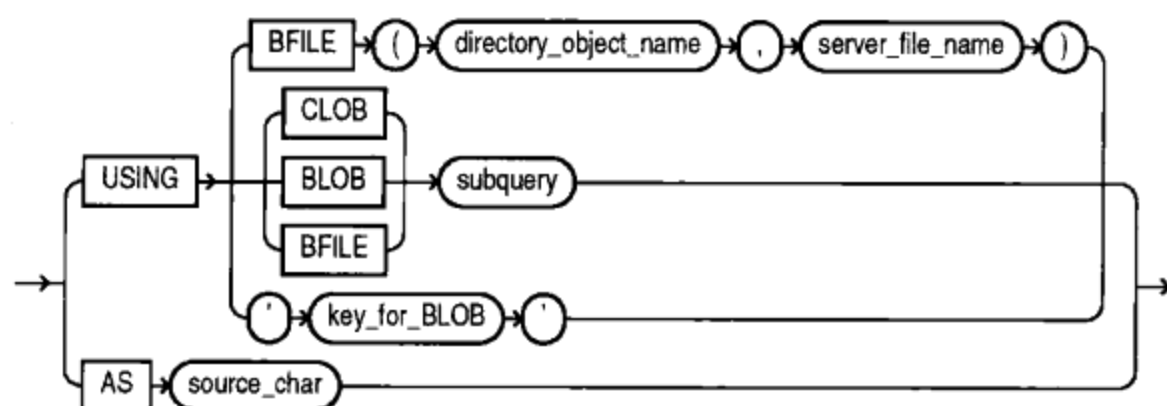 BFILE ( directory_object_name , server_file_name )
CLOB
USING BLOB subquery
BFILE
' key_for_BLOB '
AS source_char